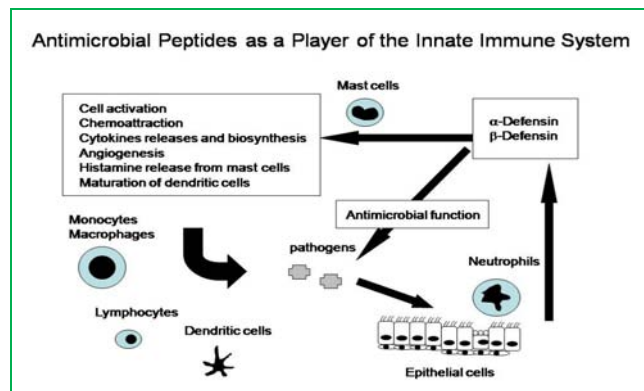 Antimicrobial Peptides as a Player of the Innate Immune System
Mast cells
Cell activation
Chemoattraction
Cytokines releases and biosynthesis
Angiogenesis
Histamine release from mast cells
Maturation of dendritic cells
α-Defensin
β-Defensin
Antimicrobial function
Monocytes
Macrophages
pathogens
Neutrophils
Lymphocytes
Dendritic cells
Epithelial cells